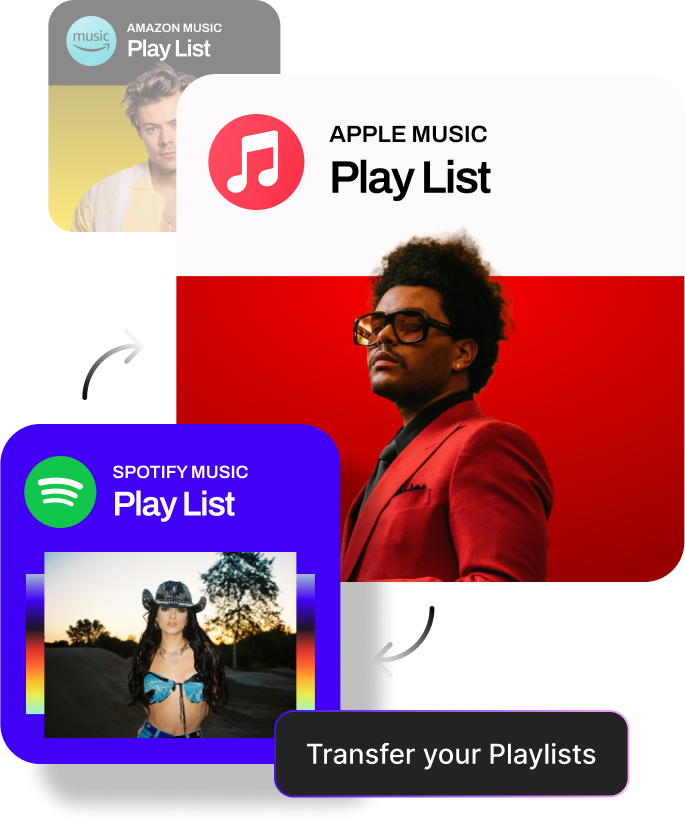 music
AMAZON MUSIC
Play List
APPLE MUSIC
Play List
SPOTIFY MUSIC
Play List
Transfer your Playlists